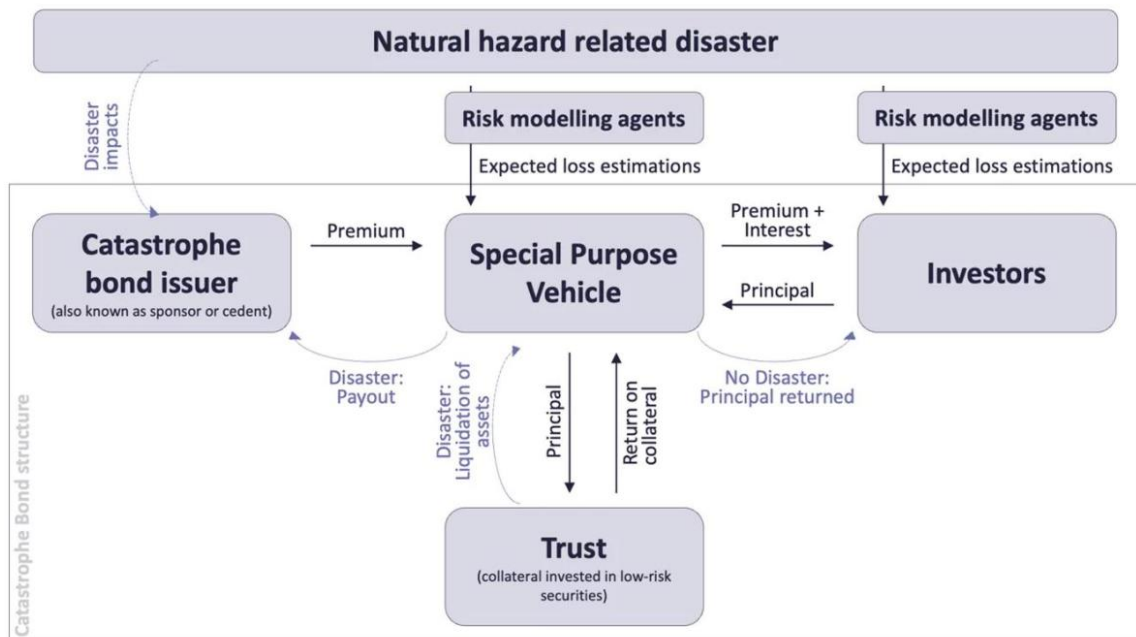 Natural hazard related disaster
Disaster
impacts
Risk modelling agents
Risk modelling agents
Expected loss estimations
Expected loss estimations
Catastrophe
bond issuer
(also known as sponsor or cedent)
Premium
Special Purpose
Vehicle
Premium +
Interest
Principal
Investors
Disaster:
Payout
Disaster:
Liquidation of
assets
Principal
Return on
collateral
No Disaster:
Principal returned
Trust
(collateral invested in low-risk
securities)
Catastrophe Bond structure